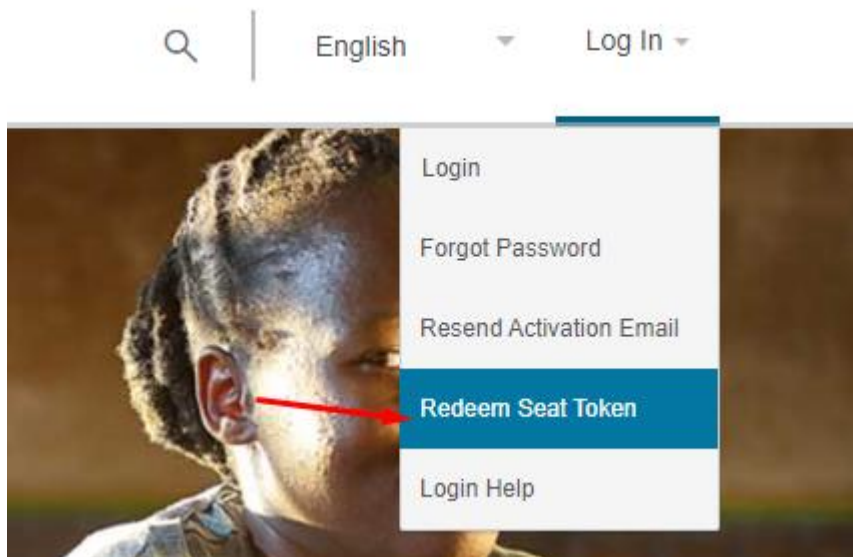 English
Log In
Login
Forgot Password
Resend Activation Email
Redeem Seat Token
Login Help